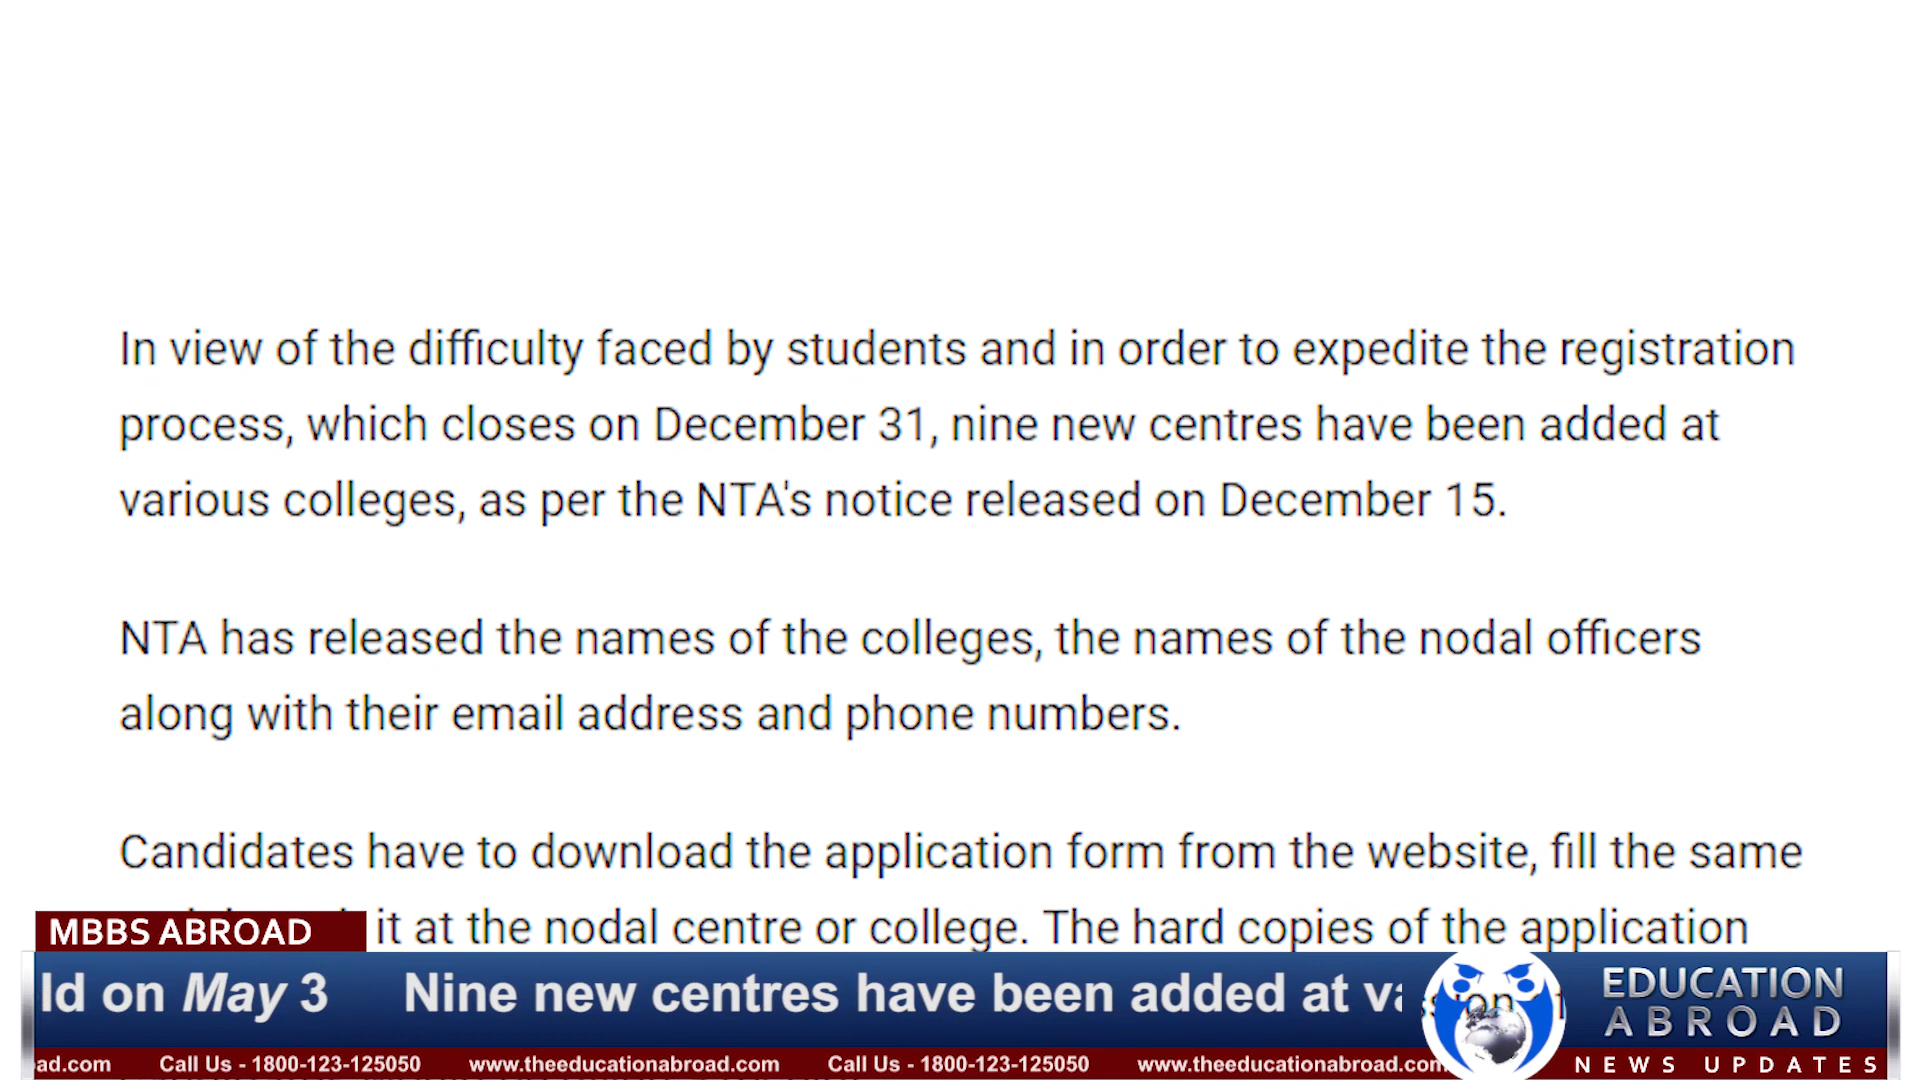 In view of the difficulty faced by students and in order to expedite the registration
process, which closes on December 31, nine new centres have been added at
various colleges, as per the NTA's notice released on December 15.
NTA has released the names of the colleges, the names of the nodal officers
along with their email address and phone numbers.
Candidates have to download the application form from the website, fill the same
it at the nodal centre or college. The hard copies of the application
MBBS ABROAD
ld on May 3 Nine new centres have been added at va
EDUCATION
ABROAD
NEWS UPDATES
ad.com Call Us - 1800-123-125050 www.theeducationabroad.com Call Us - 1800-123-125050 www.theeducationabroad.com